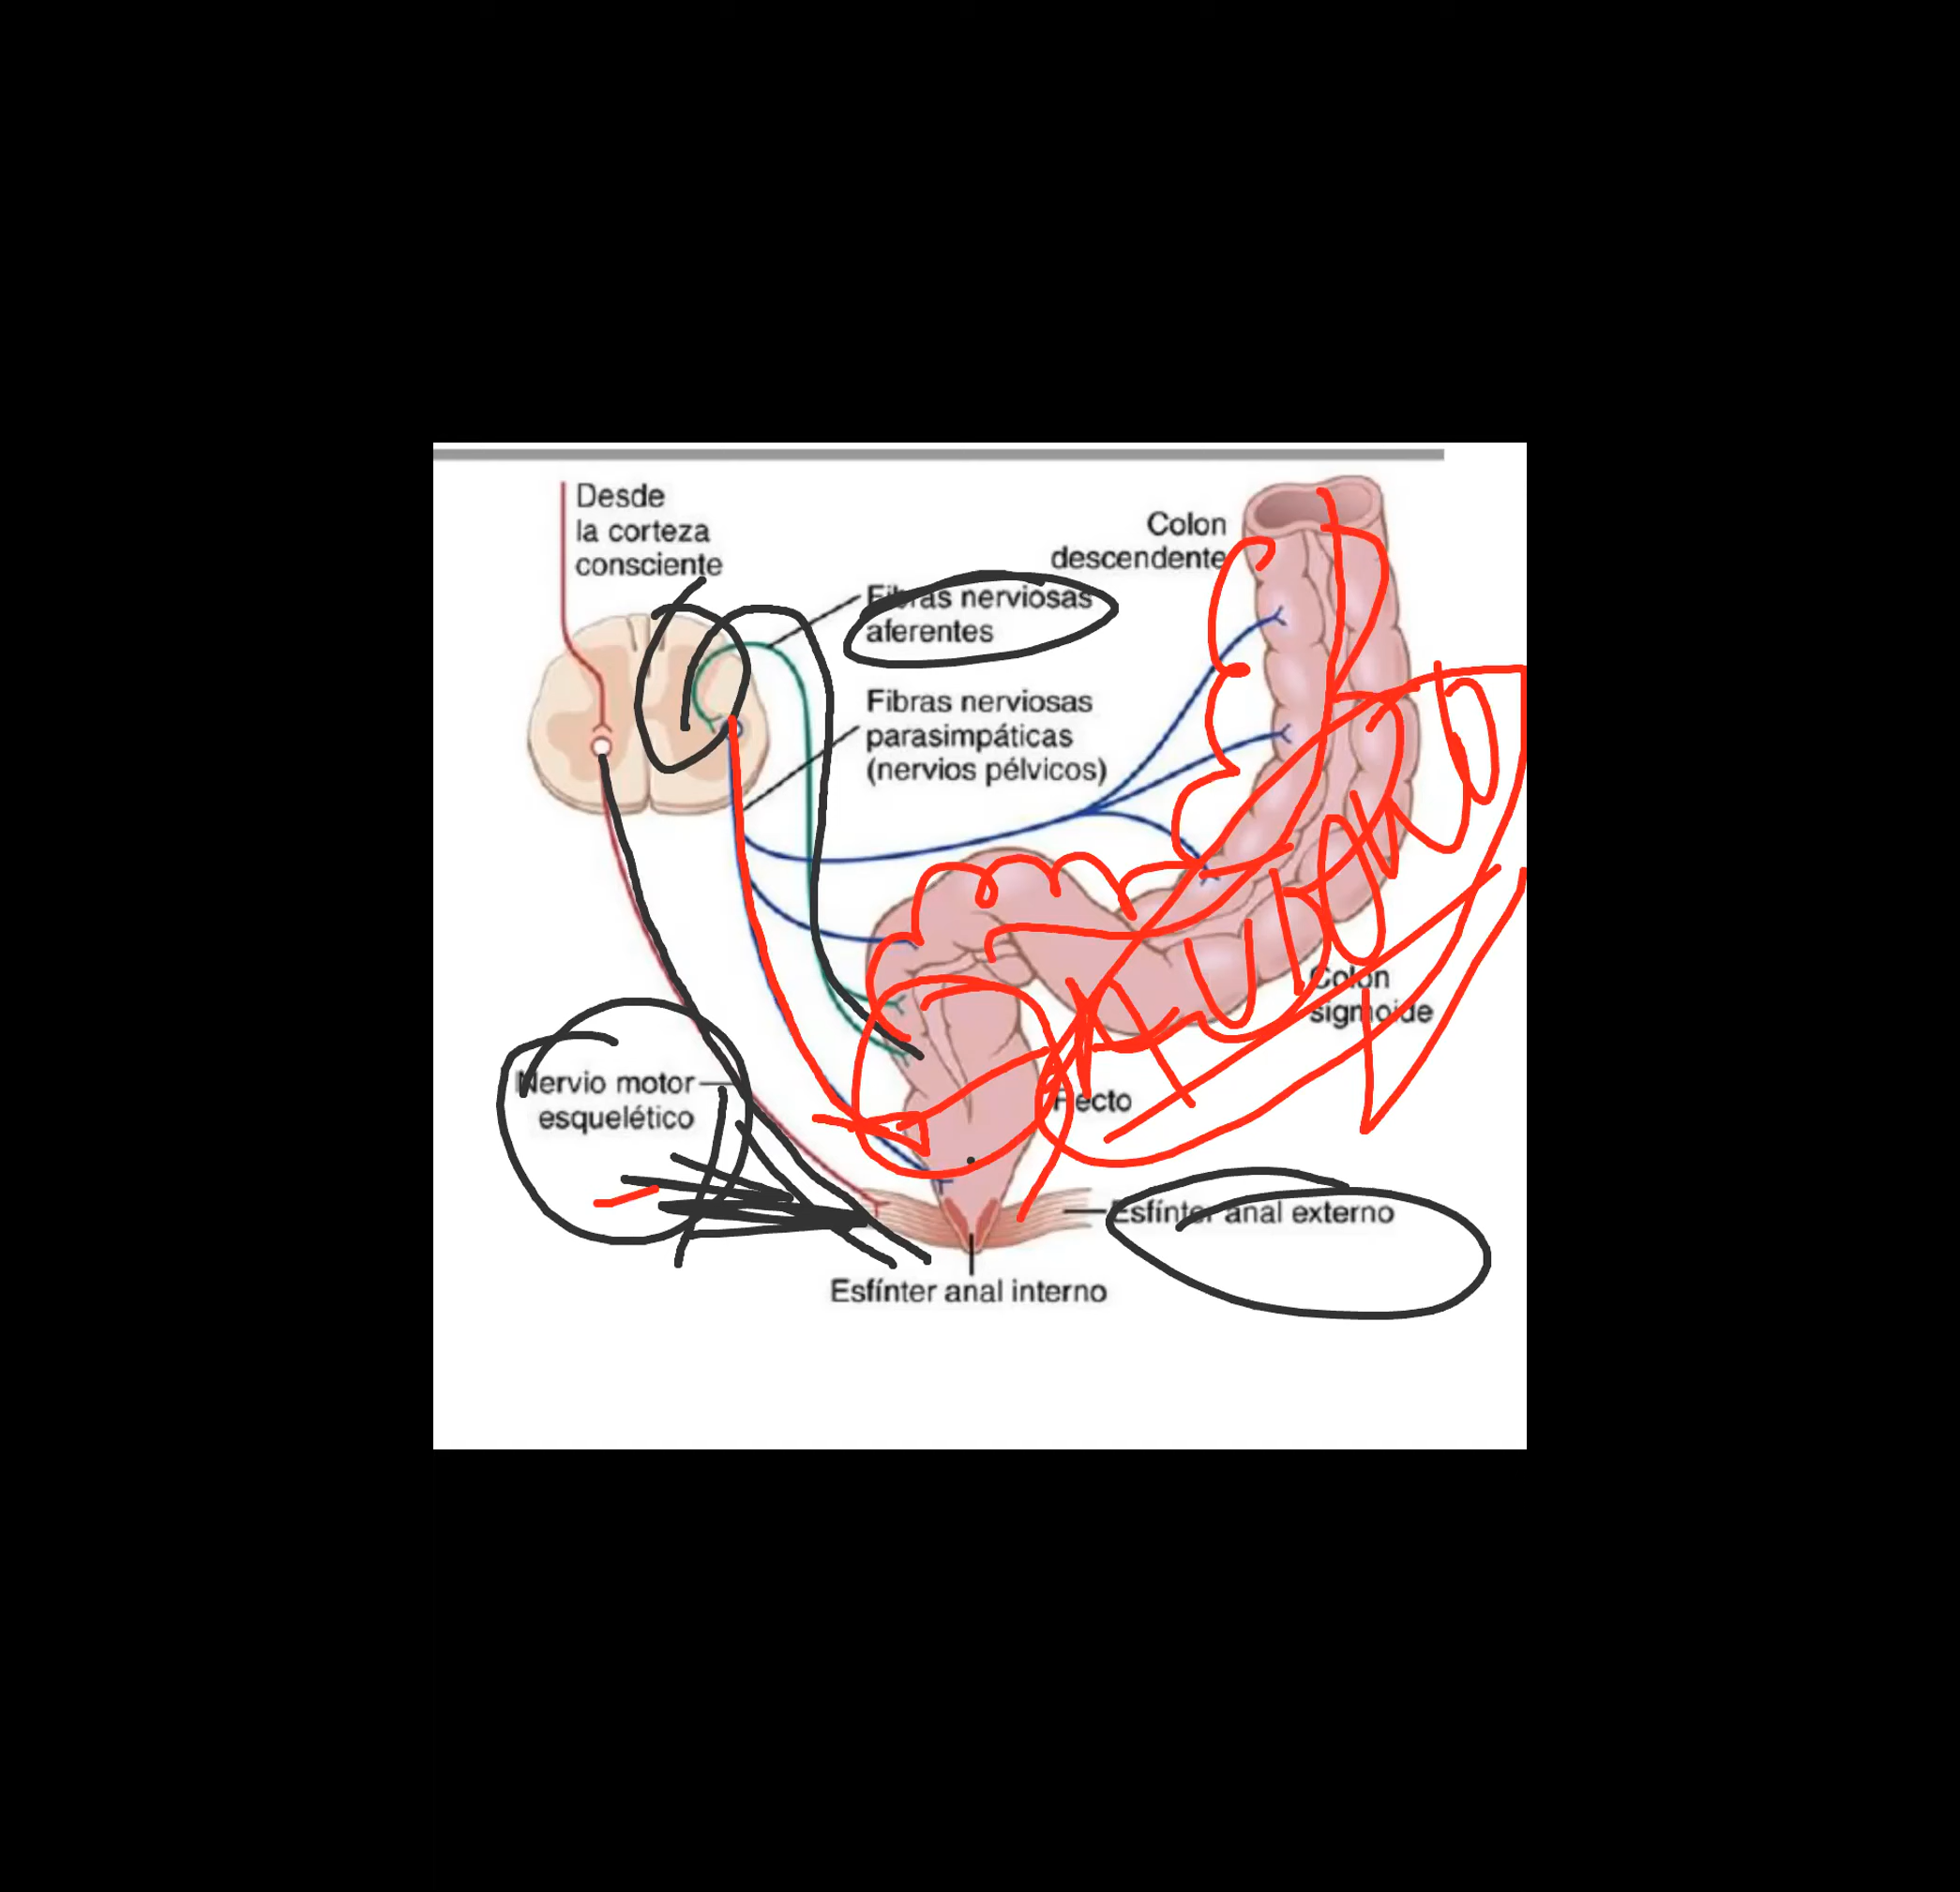 Desde
la corteza
consciente
Colon
descendente
Fibras nerviosas
aferentes
Fibras nerviosas
parasimpáticas
(nervios pélvicos)
Colon
sigmoide
Nervio motor
esquelético
Recto
Esfínter anal externo
Esfínter anal interno